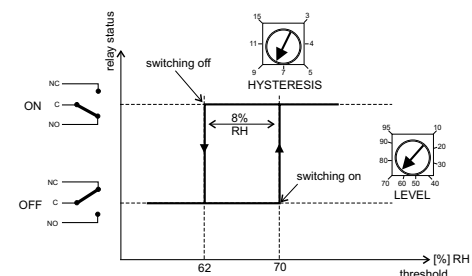 relay status
15 3
11 4
9 7 5
HYSTERESIS
switching off
NC
ON C
NO
8%
RH
95 10
90 20
80 30
70 60 50 40
LEVEL
switching on
NC
OFF C
NO
62 70
[%] RH
threshold